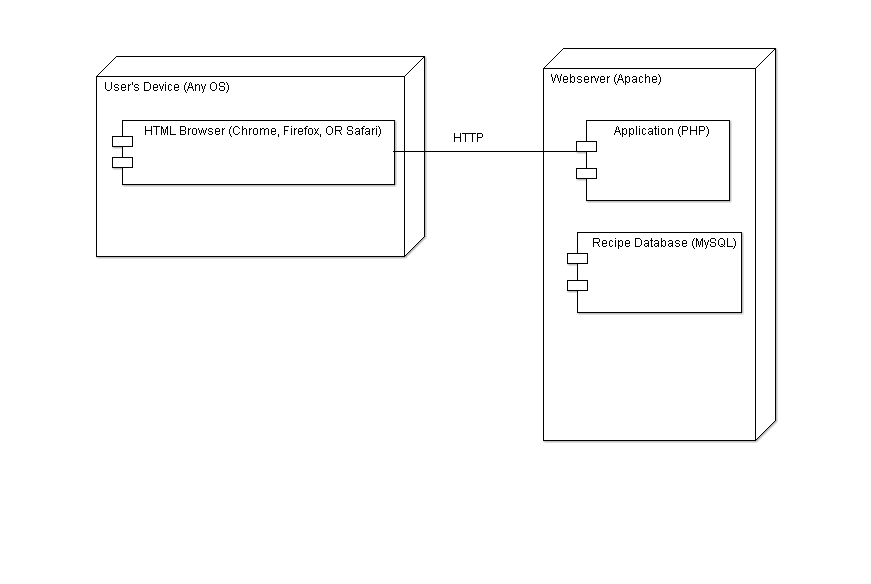 User's Device (Any OS)
HTML Browser (Chrome, Firefox, OR Safari)
HTTP
Webserver (Apache)
Application (PHP)
Recipe Database (MySQL)